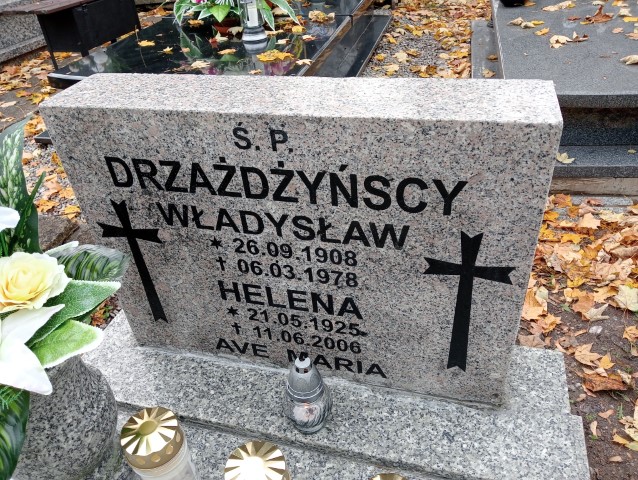 Ś. P.
DRZAŻDŻYŃSCY
WŁADYSŁAW
* 26.09.1908
† 06.03.1978
HELENA
* 21.05.1925
† 11.06.2006
AVE MARIA